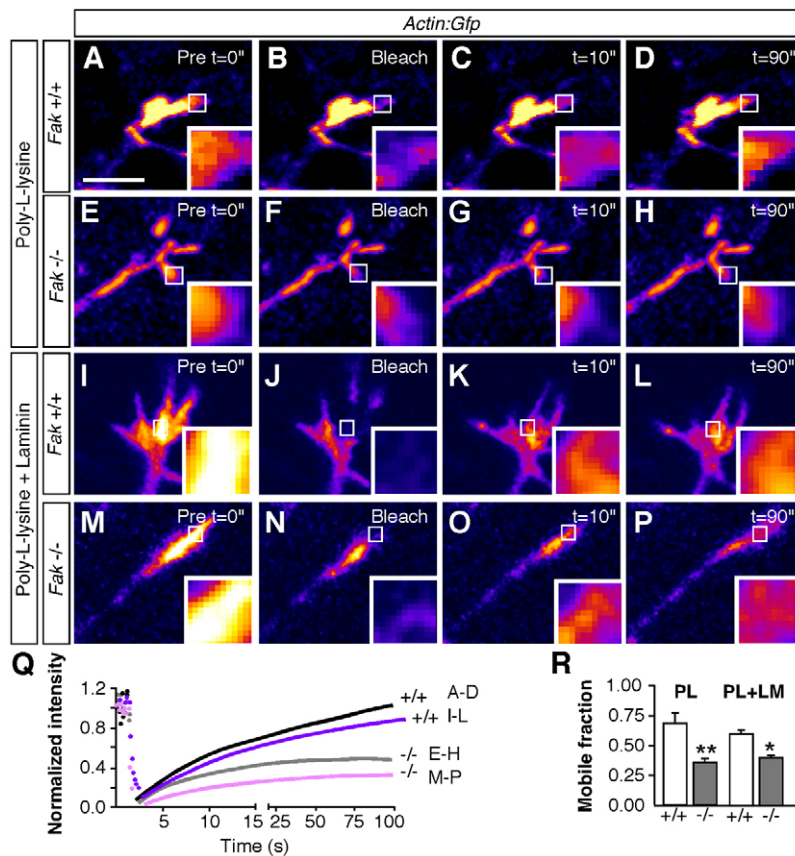 Actin:Gfp
Poly-L-lysine
Fak +/+
A Pre t=0"
B Bleach
C t=10"
D t=90"
Fak -/-
E Pre t=0"
F Bleach
G t=10"
H t=90"
Poly-L-lysine + Laminin
Fak +/+
I Pre t=0"
J Bleach
K t=10"
L t=90"
Fak -/-
M Pre t=0"
N Bleach
O t=10"
P t=90"
Q
Normalized intensity
1.2
0.8
0.4
0.0
+/+ A-D
+/+ I-L
-/- E-H
-/- M-P
5 10 15 25 50 75 100
Time (s)
R
PL PL+LM
Mobile fraction
1.00
0.75
0.50
0.25
0.00
** *
+/+ -/- +/+ -/-